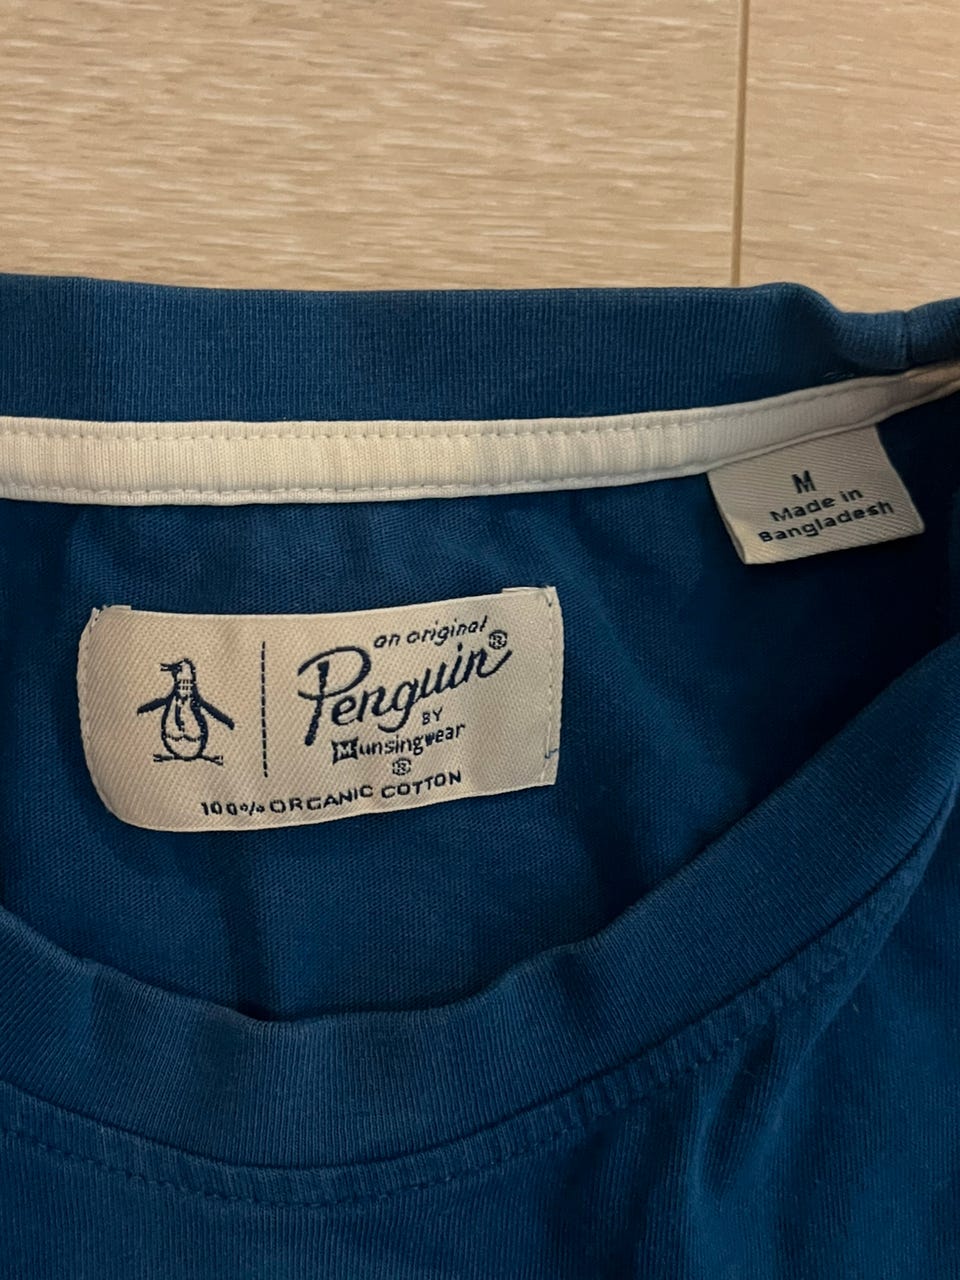 M
Made in
Bangladesh
an original
Penguin®
BY
Munsingwear
®
100% ORGANIC COTTON